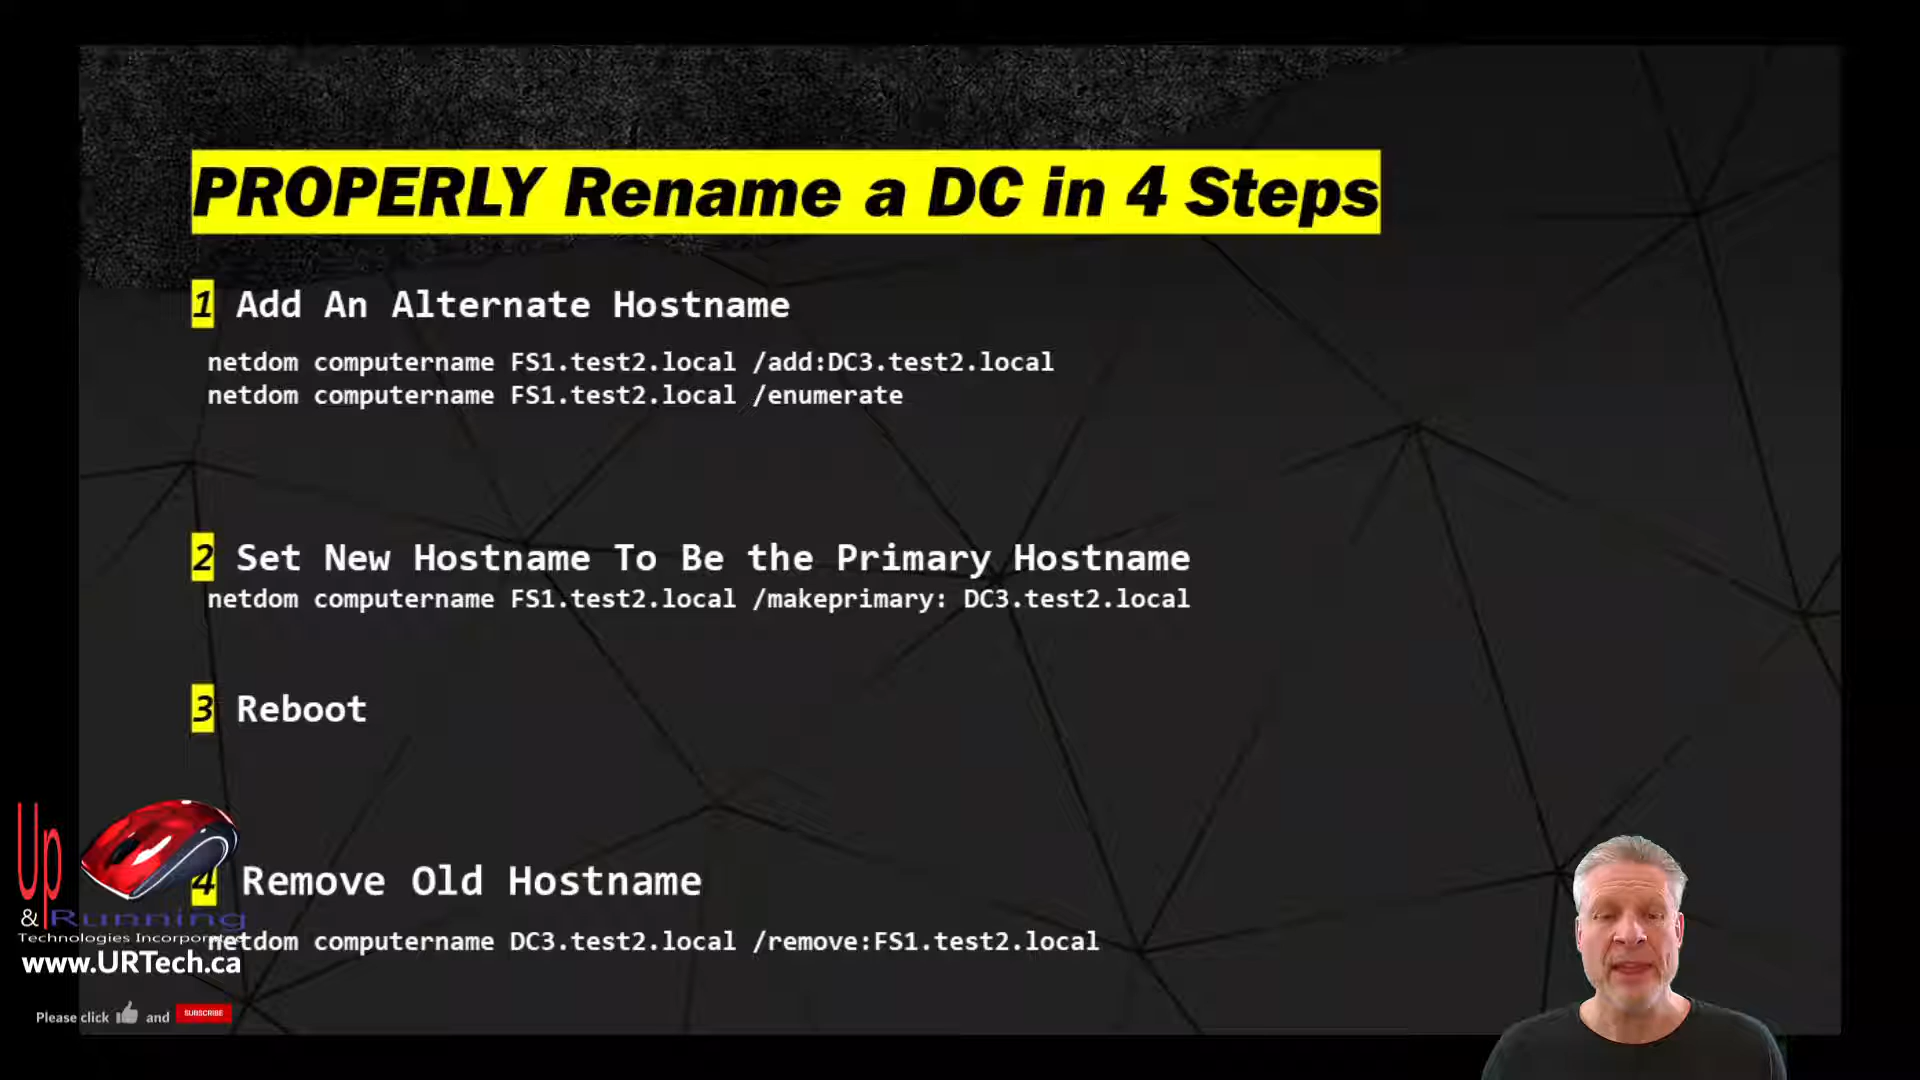 PROPERLY Rename a DC in 4 Steps
1 Add An Alternate Hostname
netdom computername FS1.test2.local /add:DC3.test2.local
netdom computername FS1.test2.local /enumerate
2 Set New Hostname To Be the Primary Hostname
netdom computername FS1.test2.local /makeprimary: DC3.test2.local
3 Reboot
4 Remove Old Hostname
netdom computername DC3.test2.local /remove:FS1.test2.local
Up
& Running
Technologies Incorporate
www.URTech.ca
Please click and SUBSCRIBE